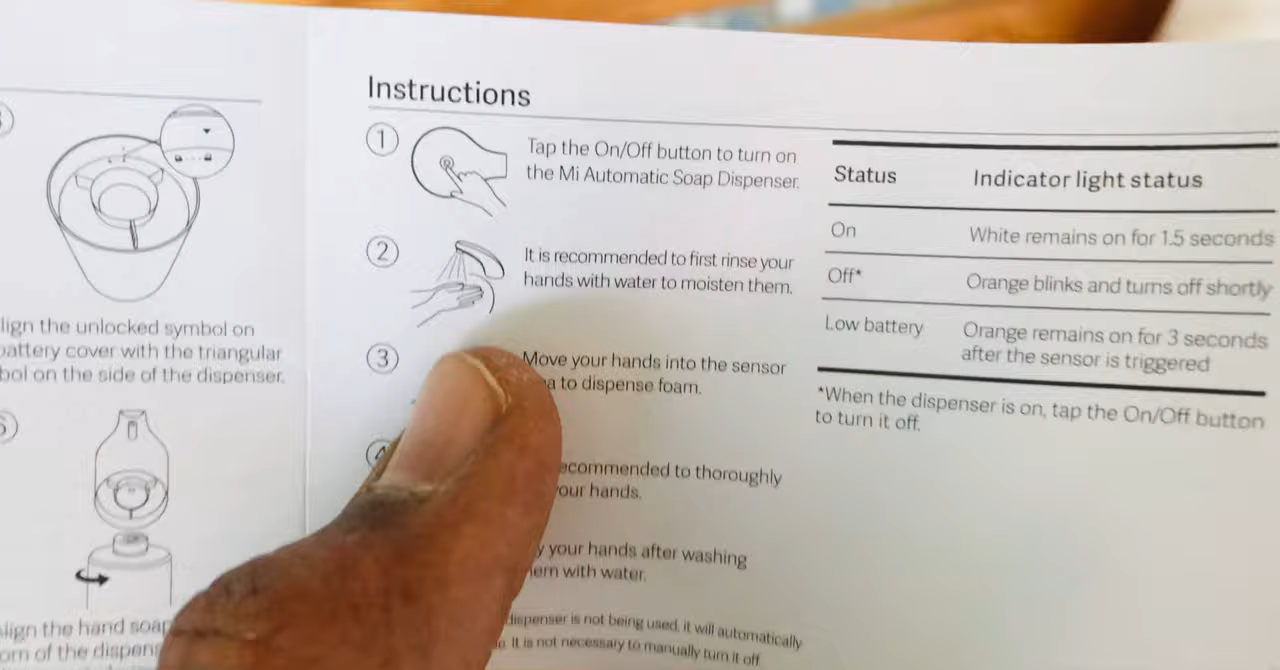 lign the unlocked symbol on
battery cover with the triangular
bol on the side of the dispenser.
lign the hand soap
om of the dispens
Instructions
1
Tap the On/Off button to turn on
the Mi Automatic Soap Dispenser.
2
It is recommended to first rinse your
hands with water to moisten them.
3
Move your hands into the sensor
a to dispense foam.
4
ecommended to thoroughly
our hands.
y your hands after washing
em with water.
dispenser is not being used, it will automatically
It is not necessary to manually turn it off.
Status Indicator light status
On White remains on for 1.5 seconds
Off* Orange blinks and turns off shortly
Low battery Orange remains on for 3 seconds
after the sensor is triggered
*When the dispenser is on, tap the On/Off button
to turn it off.